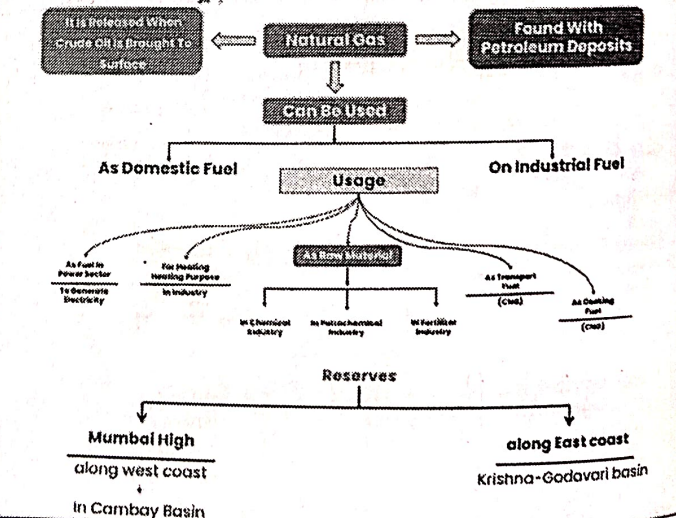 It is Released When
Crude Oil is Brought To
Surface
Natural Gas
Found With
Petroleum Deposits
Can Be Used
As Domestic Fuel
On Industrial Fuel
Usage
As Fuel In
Power Sector
To Generate
Electricity
For Heating
Heating Purpose
In Industry
As Raw Material
In Chemical
Industry
In Petrochemical
Industry
In Fertilizer
Industry
As Transport
Fuel
(CNG)
As Cooking
Fuel
(CNG)
Reserves
Mumbai High
along west coast
In Cambay Basin
along East coast
Krishna-Godavari basin